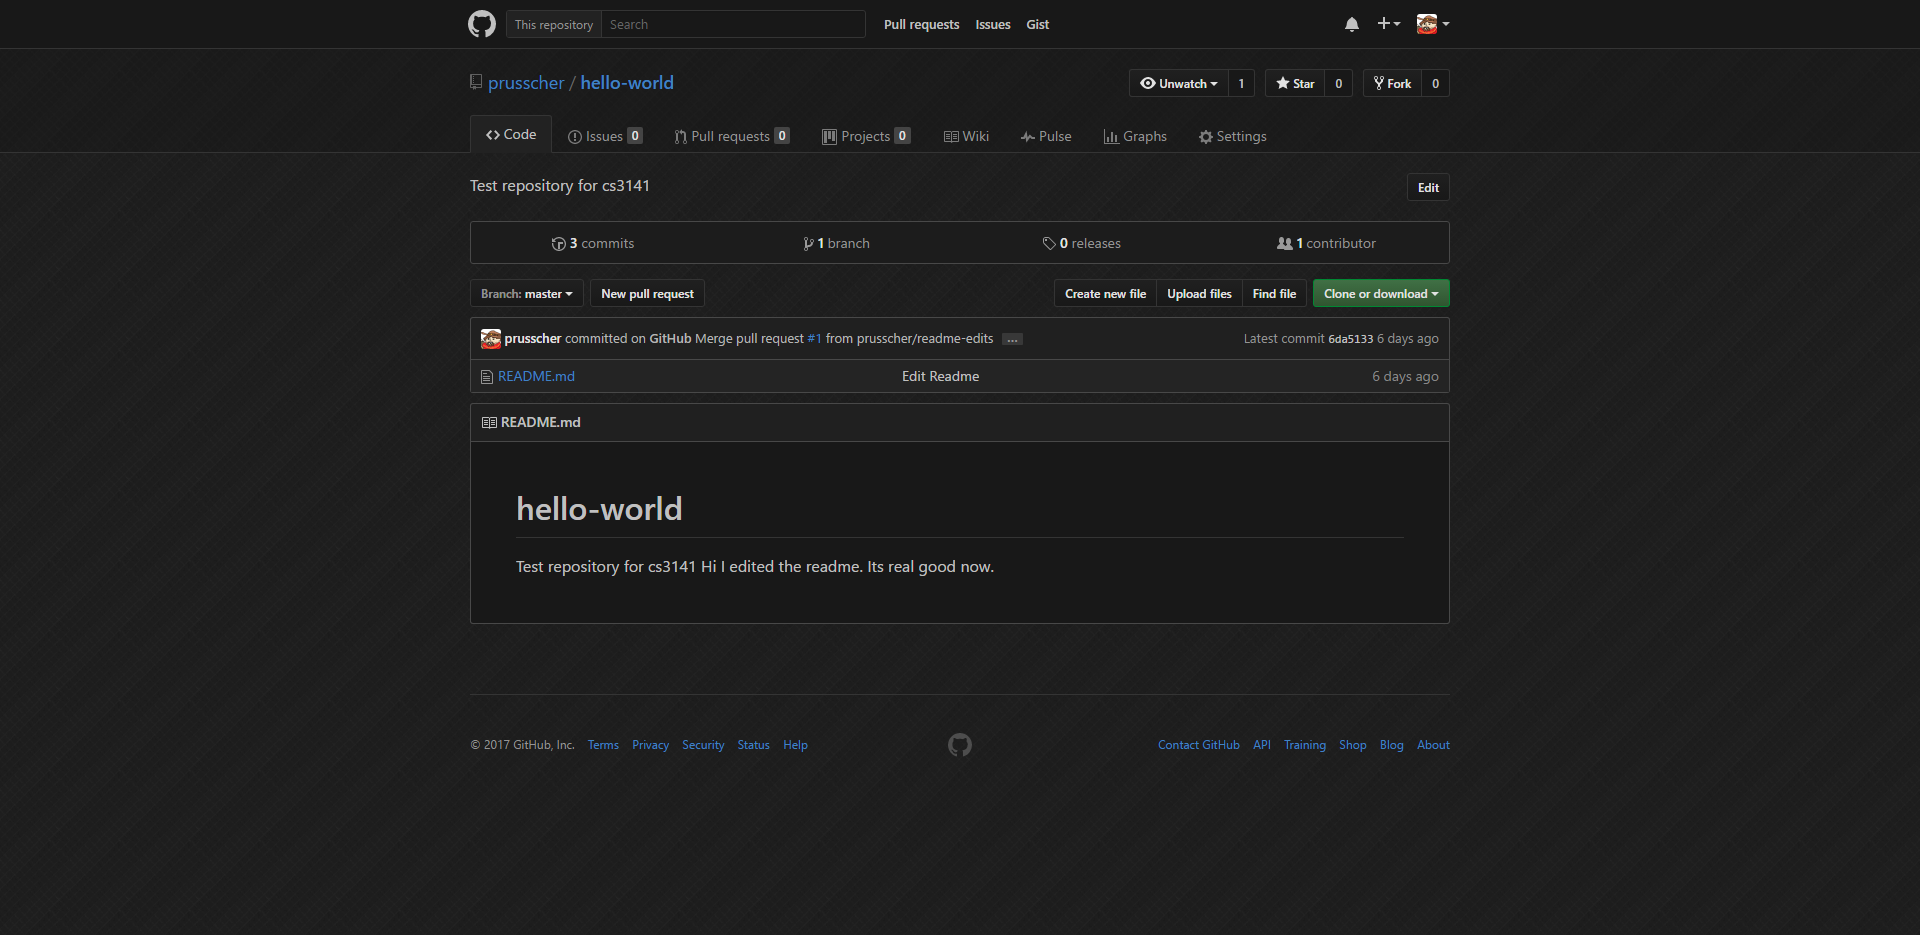 This repository Search Pull requests Issues Gist
prusscher / hello-world Unwatch 1 Star 0 Fork 0
Code Issues 0 Pull requests 0 Projects 0 Wiki Pulse Graphs Settings
Test repository for cs3141 Edit
3 commits 1 branch 0 releases 1 contributor
Branch: master New pull request Create new file Upload files Find file Clone or download
prusscher committed on GitHub Merge pull request #1 from prusscher/readme-edits … Latest commit 6da5133 6 days ago
README.md Edit Readme 6 days ago
README.md
hello-world
Test repository for cs3141 Hi I edited the readme. Its real good now.
© 2017 GitHub, Inc. Terms Privacy Security Status Help Contact GitHub API Training Shop Blog About